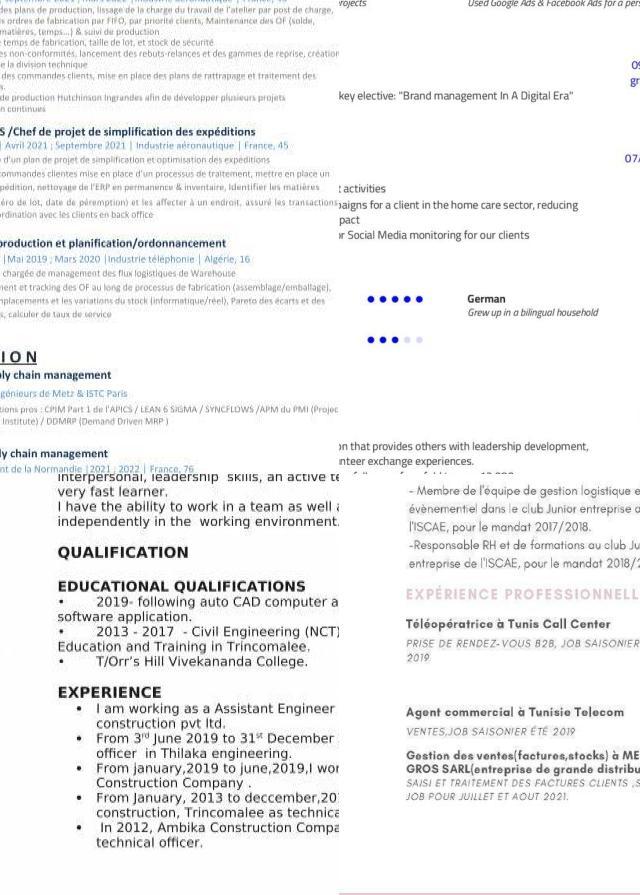 des plans de production, lissage de la charge du travail de l'atelier par post de charge,
s ordres de fabrication par FIFO, par priorité clients, Maintenance des OF (solde,
matières, temps...) & suivi de production
temps de fabrication, taille de lot, et stock de sécurité
es non-conformités, lancement des rebuts-relances et des gammes de reprise, création
e la division technique
des commandes clients, mise en place des plans de rattrapage et traitement des
s.
de production Hutchinson Ingrandes afin de développer plusieurs projets
n continues
S /Chef de projet de simplification des expéditions
| Avril 2021 ; Septembre 2021 | Industrie aéronautique | France, 45
d'un plan de projet de simplification et optimisation des expéditions
commandes clientes mise en place d'un processus de traitement, mettre en place un
pédition, nettoyage de l'ERP en permanence & inventaire, Identifier les matières
éro de lot, date de péremption) et les affecter à un endroit, assuré les transactions
rdination avec les clients en back office
production et planification/ordonnancement
|Mai 2019 ; Mars 2020 |Industrie téléphonie | Algérie, 16
chargée de management des flux logistiques de Warehouse
ment et tracking des OF au long de processus de fabrication (assemblage/emballage),
mplacements et les variations du stock (informatique/réel), Pareto des écarts et des
s, calculer de taux de service
ION
ly chain management
génieurs de Metz & ISTC Paris
tions pros : CPIM Part 1 de l'APICS / LEAN 6 SIGMA / SYNCFLOWS /APM du PMI (Projec
Institute) / DDMRP (Demand Driven MRP )
ly chain management
nt de la Normandie |2021 ; 2022 | France, 76
rojects
Used Google Ads & Facebook Ads for a pers
09
gr
key elective: "Brand management In A Digital Era"
07/
t activities
paigns for a client in the home care sector, reducing
pact
or Social Media monitoring for our clients
German
Grew up in a bilingual household
on that provides others with leadership development,
nteer exchange experiences.
interpersonal, leadership skills, an active te
very fast learner.
I have the ability to work in a team as well a
independently in the working environment.
QUALIFICATION
EDUCATIONAL QUALIFICATIONS
• 2019- following auto CAD computer a
software application.
• 2013 - 2017 - Civil Engineering (NCT)
Education and Training in Trincomalee.
• T/Orr's Hill Vivekananda College.
EXPERIENCE
• I am working as a Assistant Engineer
construction pvt ltd.
• From 3rd June 2019 to 31st December
officer in Thilaka engineering.
• From january,2019 to june,2019,I wor
Construction Company .
• From January, 2013 to deccember,20
construction, Trincomalee as technica
• In 2012, Ambika Construction Compa
technical officer.
- Membre de l'équipe de gestion logistique e
évènementiel dans le club Junior entreprise d
l'ISCAE, pour le mandat 2017/2018.
-Responsable RH et de formations au club Ju
entreprise de l'ISCAE, pour le mandat 2018/2
EXPÉRIENCE PROFESSIONNELL
Téléopératrice à Tunis Call Center
PRISE DE RENDEZ-VOUS B2B, JOB SAISONIER
2019
Agent commercial à Tunisie Telecom
VENTES,JOB SAISONIER ÉTÉ 2019
Gestion des ventes(factures,stocks) à ME
GROS SARL(entreprise de grande distribu
SAISI ET TRAITEMENT DES FACTURES CLIENTS ,S
JOB POUR JUILLET ET AOUT 2021.